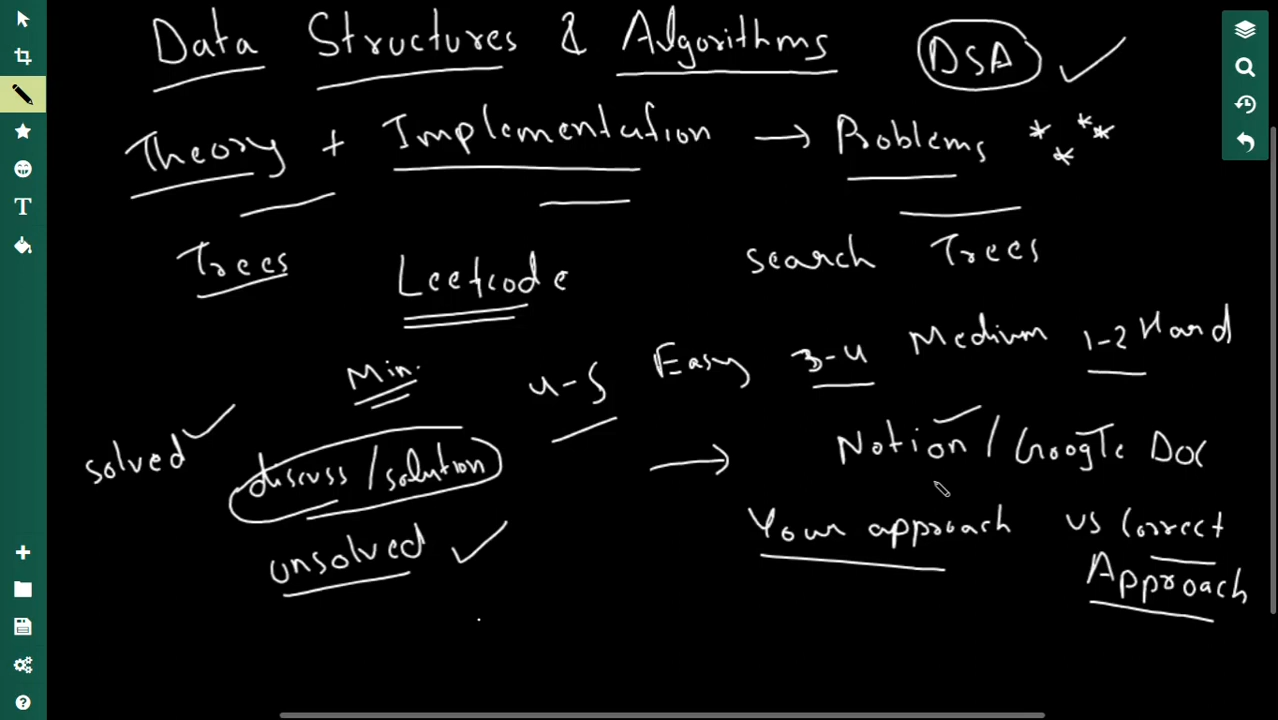 Data Structures & Algorithms DSA ✓
Theory + Implementation → Problems ****
Trees Leetcode search Trees
Min. 4-5 Easy 3-4 Medium 1-2 Hard
solved ✓ discuss/solution → Notion ✓ / Google Doc
unsolved ✓ Your approach vs Correct
Approach
T
?